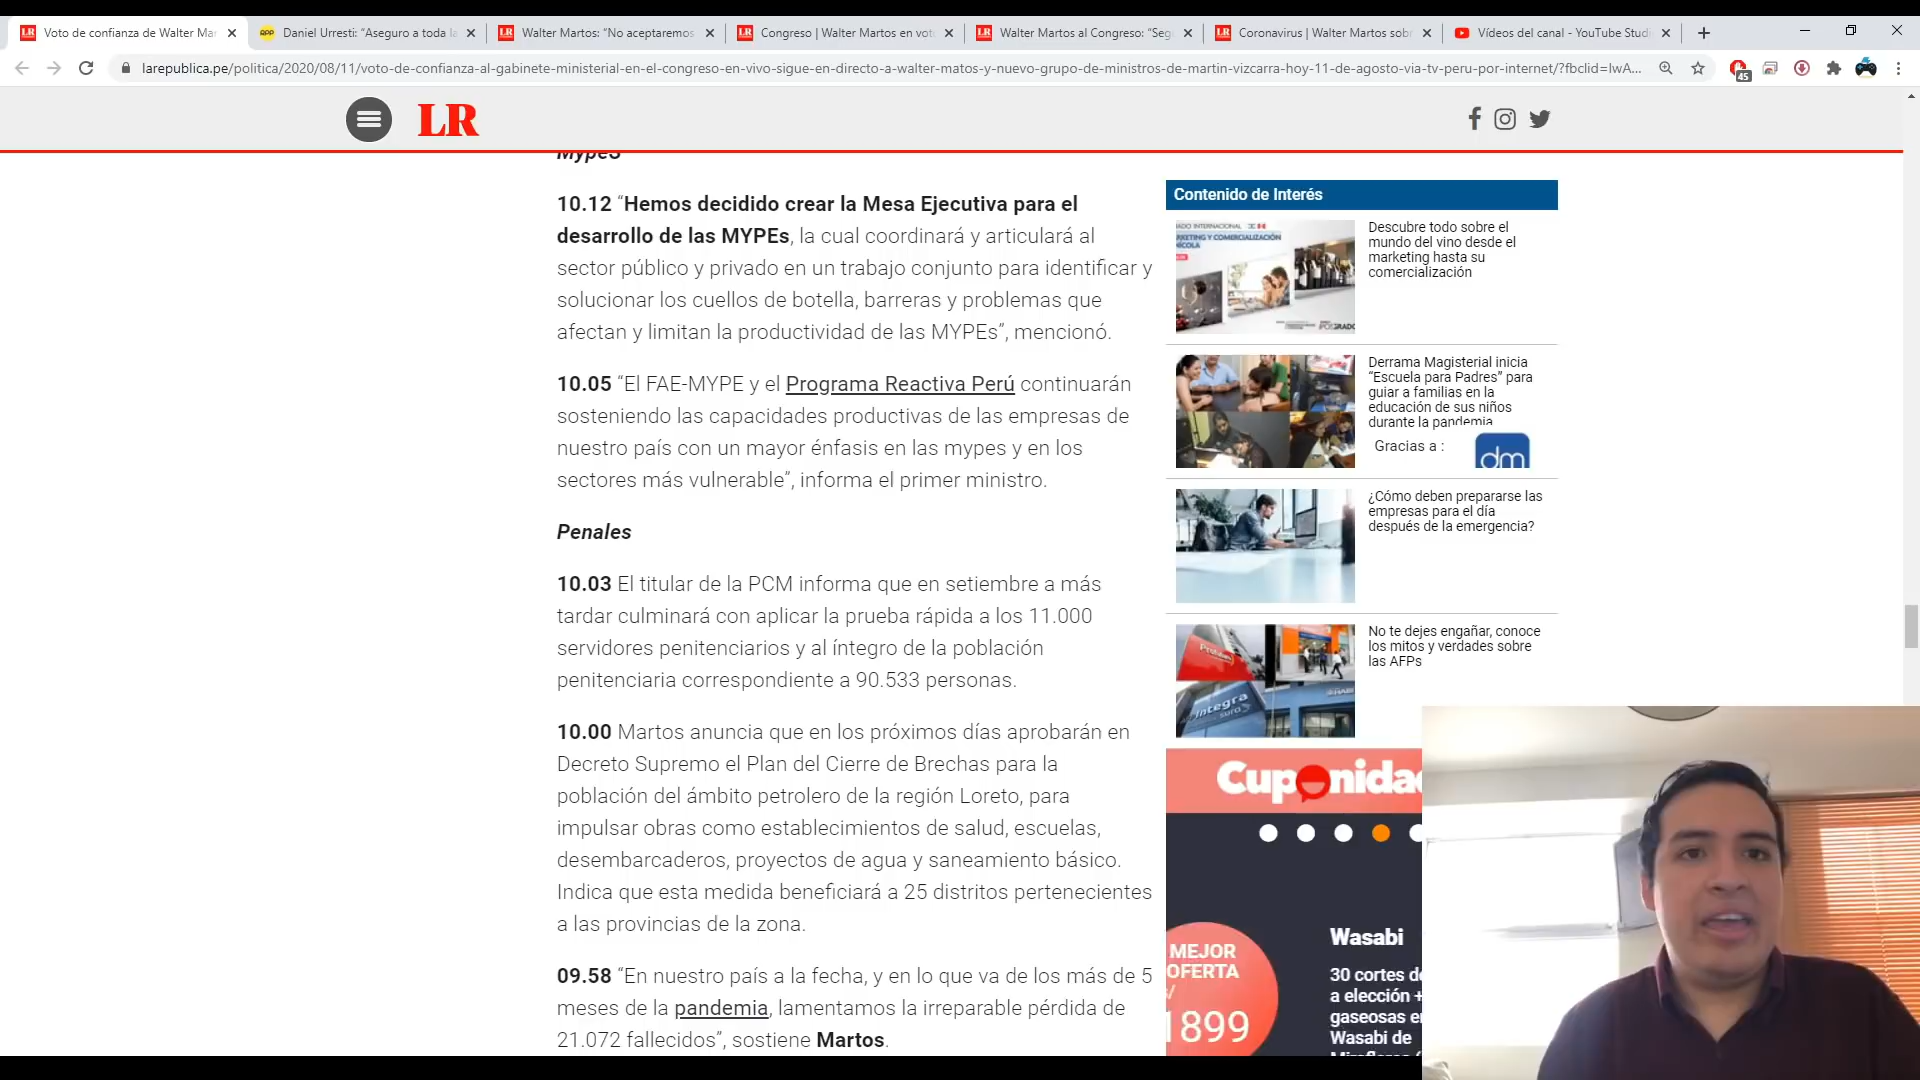 Voto de confianza de Walter Mar
Daniel Urresti: “Aseguro a toda la
Walter Martos: “No aceptaremos
Congreso | Walter Martos en vot
Walter Martos al Congreso: “Seg
Coronavirus | Walter Martos sobr
Vídeos del canal - YouTube Studi
larepublica.pe/politica/2020/08/11/voto-de-confianza-al-gabinete-ministerial-en-el-congreso-en-vivo-sigue-en-directo-a-walter-matos-y-nuevo-grupo-de-ministros-de-martin-vizcarra-hoy-11-de-agosto-via-tv-peru-por-internet/?fbclid=IwA...
45
LR
Mypes
10.12 “Hemos decidido crear la Mesa Ejecutiva para el
desarrollo de las MYPEs, la cual coordinará y articulará al
sector público y privado en un trabajo conjunto para identificar y
solucionar los cuellos de botella, barreras y problemas que
afectan y limitan la productividad de las MYPEs”, mencionó.
10.05 “El FAE-MYPE y el Programa Reactiva Perú continuarán
sosteniendo las capacidades productivas de las empresas de
nuestro país con un mayor énfasis en las mypes y en los
sectores más vulnerable”, informa el primer ministro.
Penales
10.03 El titular de la PCM informa que en setiembre a más
tardar culminará con aplicar la prueba rápida a los 11.000
servidores penitenciarios y al íntegro de la población
penitenciaria correspondiente a 90.533 personas.
10.00 Martos anuncia que en los próximos días aprobarán en
Decreto Supremo el Plan del Cierre de Brechas para la
población del ámbito petrolero de la región Loreto, para
impulsar obras como establecimientos de salud, escuelas,
desembarcaderos, proyectos de agua y saneamiento básico.
Indica que esta medida beneficiará a 25 distritos pertenecientes
a las provincias de la zona.
09.58 “En nuestro país a la fecha, y en lo que va de los más de 5
meses de la pandemia, lamentamos la irreparable pérdida de
21.072 fallecidos”, sostiene Martos.
Contenido de Interés
Descubre todo sobre el
mundo del vino desde el
marketing hasta su
comercialización
Derrama Magisterial inicia
“Escuela para Padres” para
guiar a familias en la
educación de sus niños
durante la pandemia
Gracias a :
dm
¿Cómo deben prepararse las
empresas para el día
después de la emergencia?
No te dejes engañar, conoce
los mitos y verdades sobre
las AFPs
Integra
Cuponidad
MEJOR
OFERTA
S/
1899
Wasabi
30 cortes de
a elección +
gaseosas en
Wasabi de